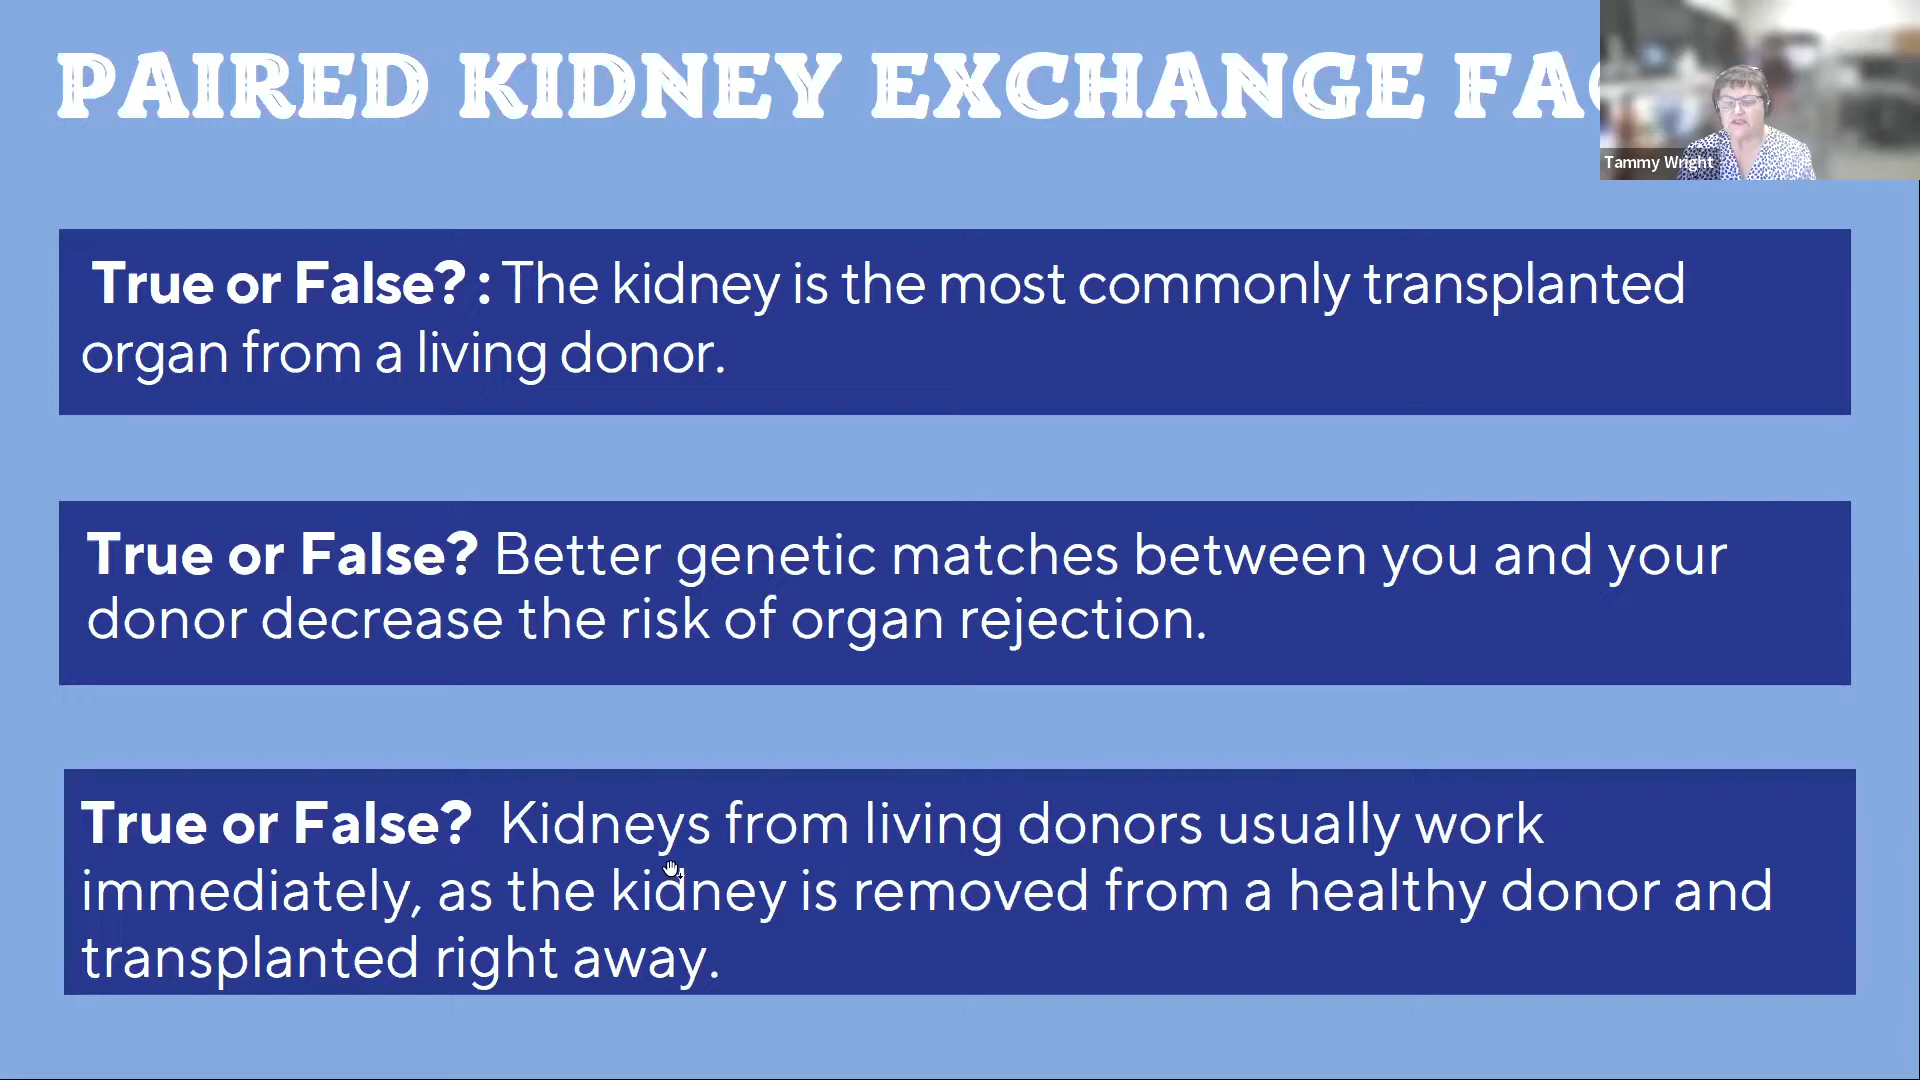 PAIRED KIDNEY EXCHANGE
Tammy Wright
True or False? : The kidney is the most commonly transplanted
organ from a living donor.
True or False? Better genetic matches between you and your
donor decrease the risk of organ rejection.
True or False? Kidneys from living donors usually work
immediately, as the kidney is removed from a healthy donor and
transplanted right away.